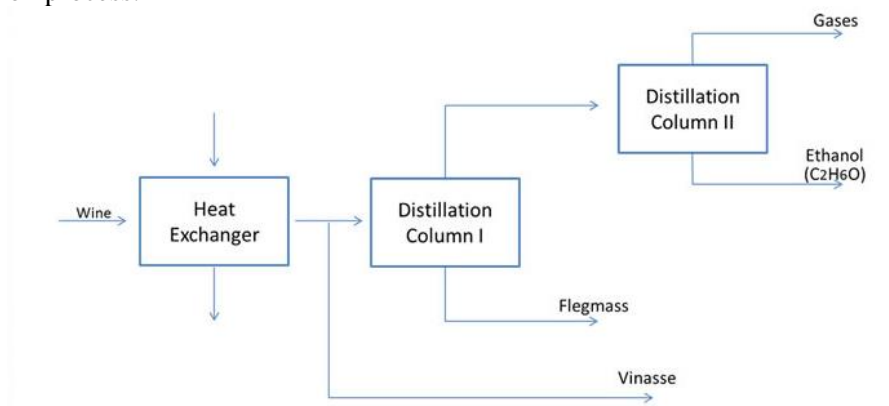 Gases
Distillation
Column II
Ethanol
(C2H6O)
Wine
Heat
Exchanger
Distillation
Column I
Flegmass
Vinasse